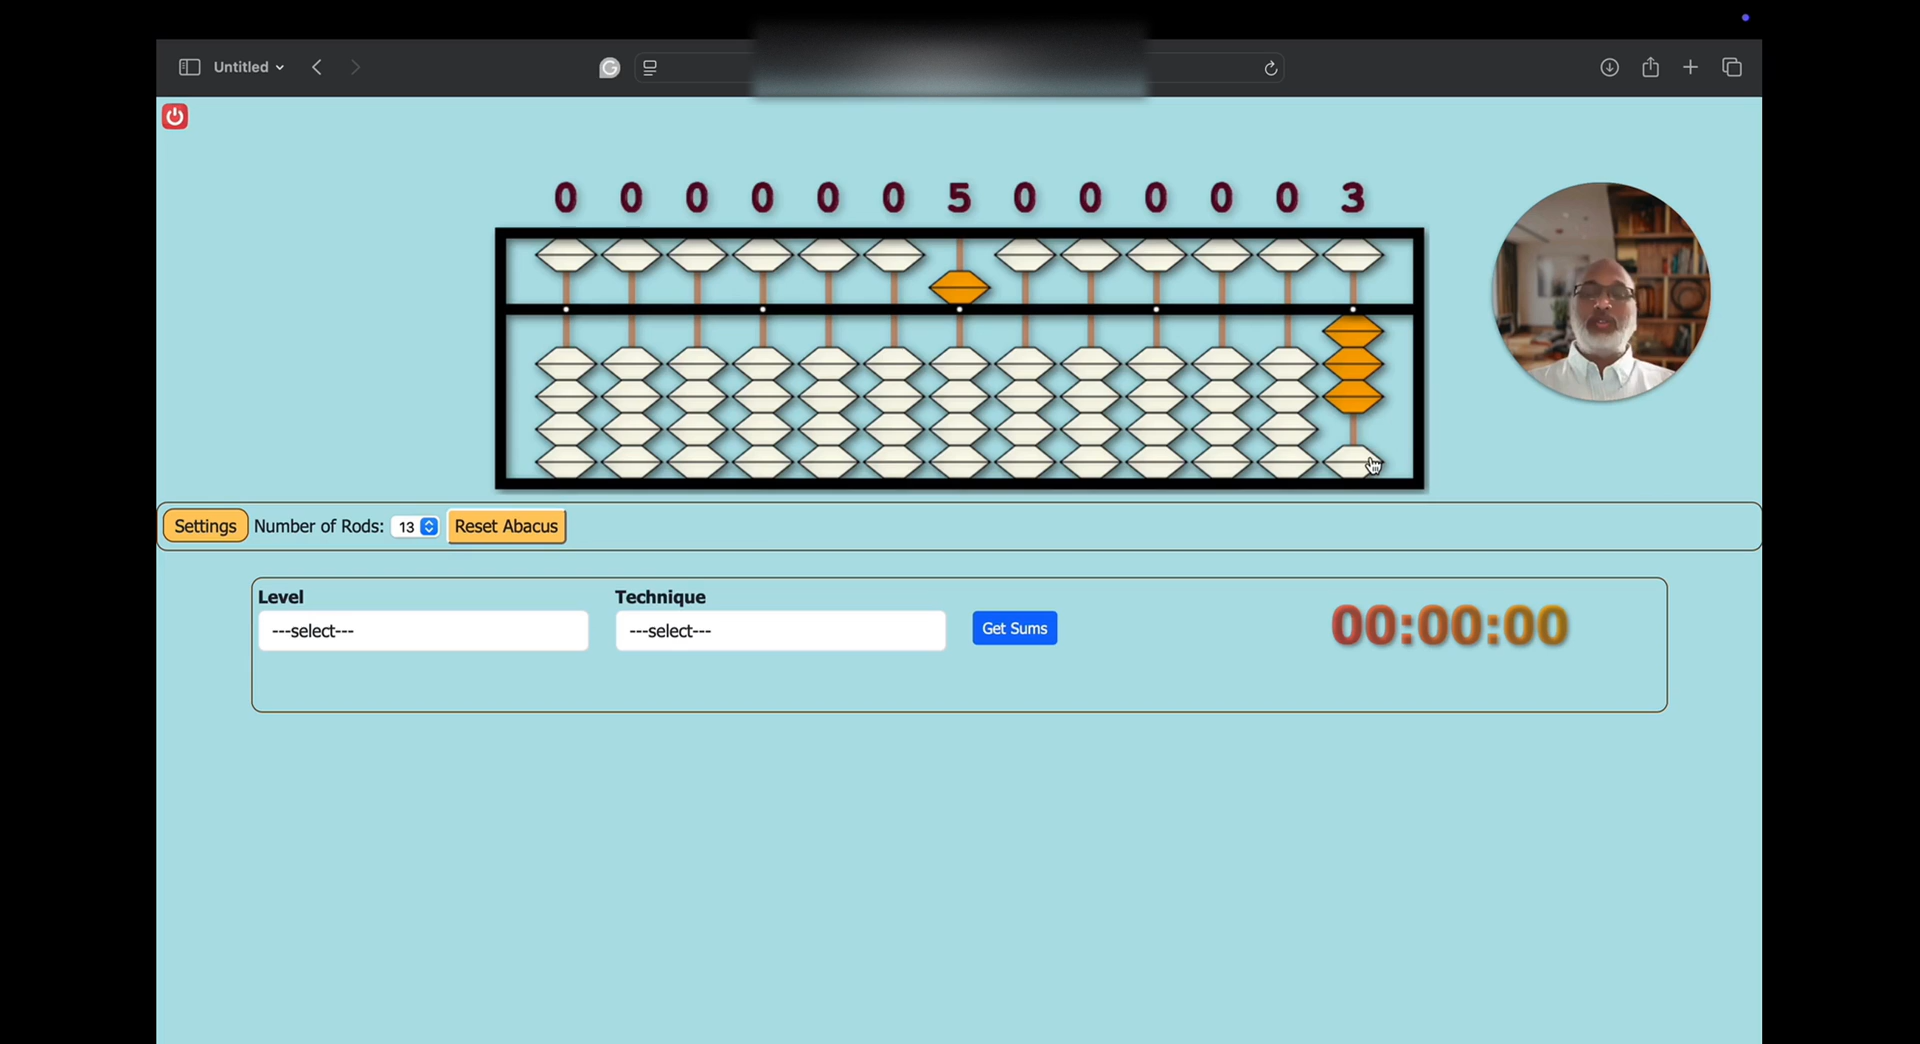 Untitled
0 0 0 0 0 0 5 0 0 0 0 0 3
Settings Number of Rods: 13 Reset Abacus
Level Technique
---select--- ---select--- Get Sums 00:00:00